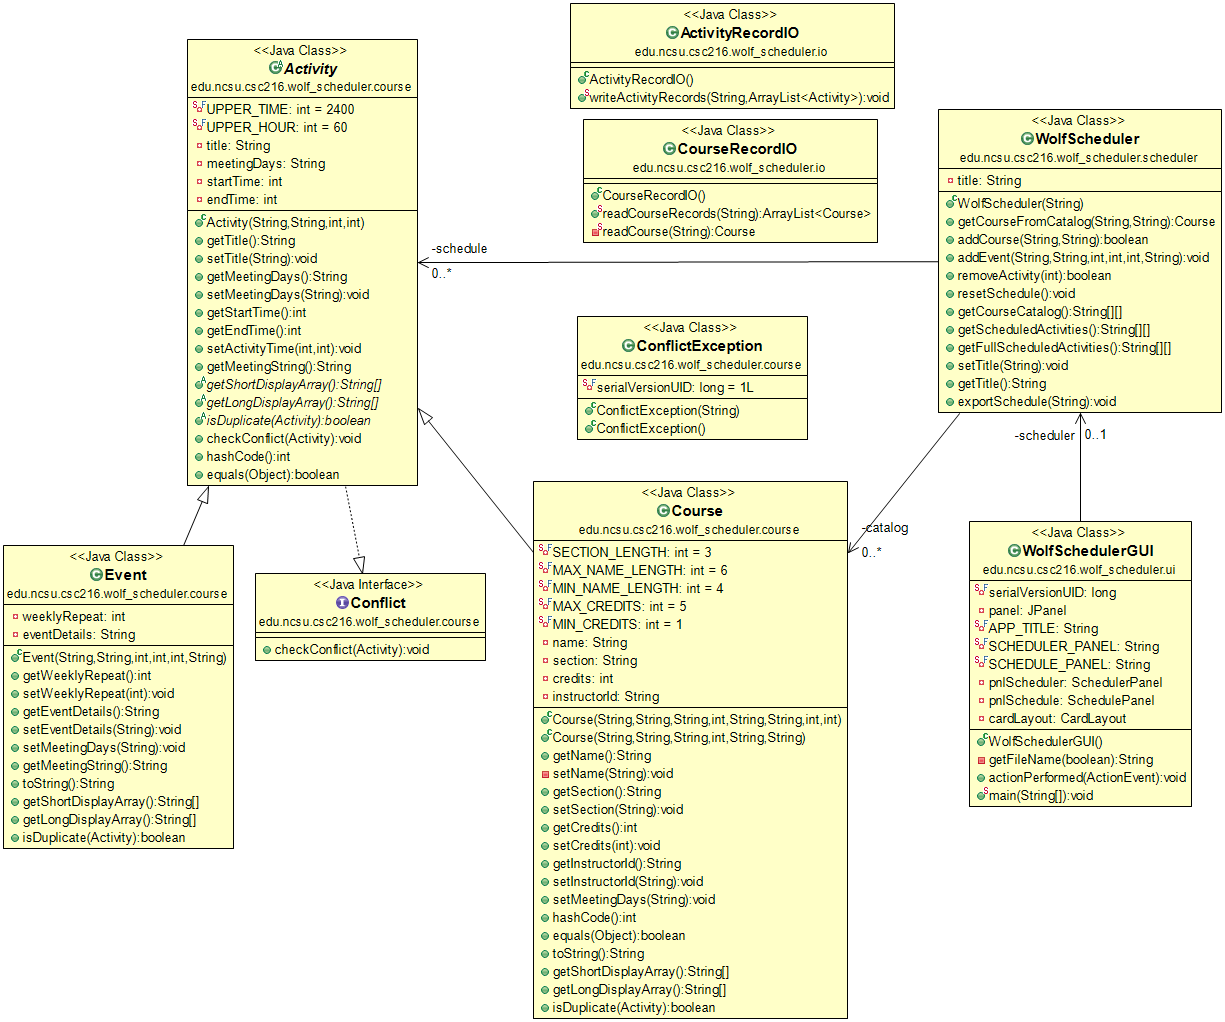 <<Java Class>>
Activity
edu.ncsu.csc216.wolf_scheduler.course
UPPER_TIME: int = 2400
UPPER_HOUR: int = 60
title: String
meetingDays: String
startTime: int
endTime: int
Activity(String,String,int,int)
getTitle():String
setTitle(String):void
getMeetingDays():String
setMeetingDays(String):void
getStartTime():int
getEndTime():int
setActivityTime(int,int):void
getMeetingString():String
getShortDisplayArray():String[]
getLongDisplayArray():String[]
isDuplicate(Activity):boolean
checkConflict(Activity):void
hashCode():int
equals(Object):boolean
<<Java Class>>
ActivityRecordIO
edu.ncsu.csc216.wolf_scheduler.io
ActivityRecordIO()
writeActivityRecords(String,ArrayList<Activity>):void
<<Java Class>>
CourseRecordIO
edu.ncsu.csc216.wolf_scheduler.io
CourseRecordIO()
readCourseRecords(String):ArrayList<Course>
readCourse(String):Course
<<Java Class>>
WolfScheduler
edu.ncsu.csc216.wolf_scheduler.scheduler
title: String
WolfScheduler(String)
getCourseFromCatalog(String,String):Course
addCourse(String,String):boolean
addEvent(String,String,int,int,int,String):void
removeActivity(int):boolean
resetSchedule():void
getCourseCatalog():String[][]
getScheduledActivities():String[][]
getFullScheduledActivities():String[][]
setTitle(String):void
getTitle():String
exportSchedule(String):void
-schedule
0..*
<<Java Class>>
ConflictException
edu.ncsu.csc216.wolf_scheduler.course
serialVersionUID: long = 1L
ConflictException(String)
ConflictException()
-scheduler
0..1
-catalog
0..*
<<Java Class>>
Event
edu.ncsu.csc216.wolf_scheduler.course
weeklyRepeat: int
eventDetails: String
Event(String,String,int,int,int,String)
getWeeklyRepeat():int
setWeeklyRepeat(int):void
getEventDetails():String
setEventDetails(String):void
setMeetingDays(String):void
getMeetingString():String
toString():String
getShortDisplayArray():String[]
getLongDisplayArray():String[]
isDuplicate(Activity):boolean
<<Java Interface>>
Conflict
edu.ncsu.csc216.wolf_scheduler.course
checkConflict(Activity):void
<<Java Class>>
Course
edu.ncsu.csc216.wolf_scheduler.course
SECTION_LENGTH: int = 3
MAX_NAME_LENGTH: int = 6
MIN_NAME_LENGTH: int = 4
MAX_CREDITS: int = 5
MIN_CREDITS: int = 1
name: String
section: String
credits: int
instructorId: String
Course(String,String,String,int,String,String,int,int)
Course(String,String,String,int,String,String)
getName():String
setName(String):void
getSection():String
setSection(String):void
getCredits():int
setCredits(int):void
getInstructorId():String
setInstructorId(String):void
setMeetingDays(String):void
hashCode():int
equals(Object):boolean
toString():String
getShortDisplayArray():String[]
getLongDisplayArray():String[]
isDuplicate(Activity):boolean
<<Java Class>>
WolfSchedulerGUI
edu.ncsu.csc216.wolf_scheduler.ui
serialVersionUID: long
panel: JPanel
APP_TITLE: String
SCHEDULER_PANEL: String
SCHEDULE_PANEL: String
pnlScheduler: SchedulerPanel
pnlSchedule: SchedulePanel
cardLayout: CardLayout
WolfSchedulerGUI()
getFileName(boolean):String
actionPerformed(ActionEvent):void
main(String[]):void